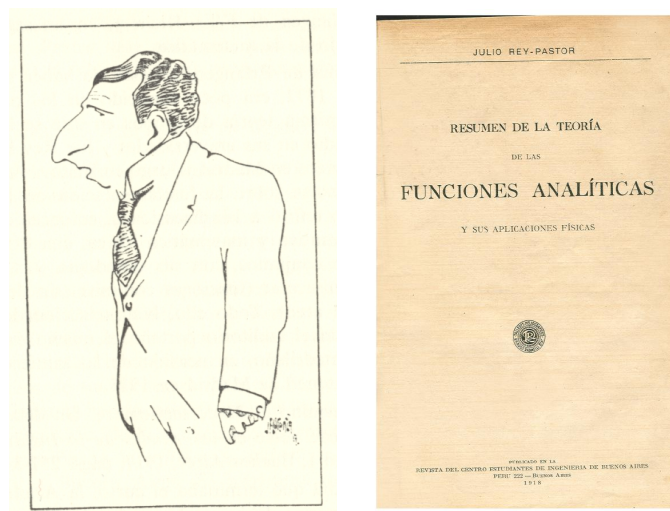 JULIO REY-PASTOR
RESUMEN DE LA TEORÍA
DE LAS
FUNCIONES ANALÍTICAS
Y SUS APLICACIONES FÍSICAS
PUBLICADO EN LA
REVISTA DEL CENTRO ESTUDIANTES DE INGENIERIA DE BUENOS AIRES
PERÚ 222 — BUENOS AIRES
1918